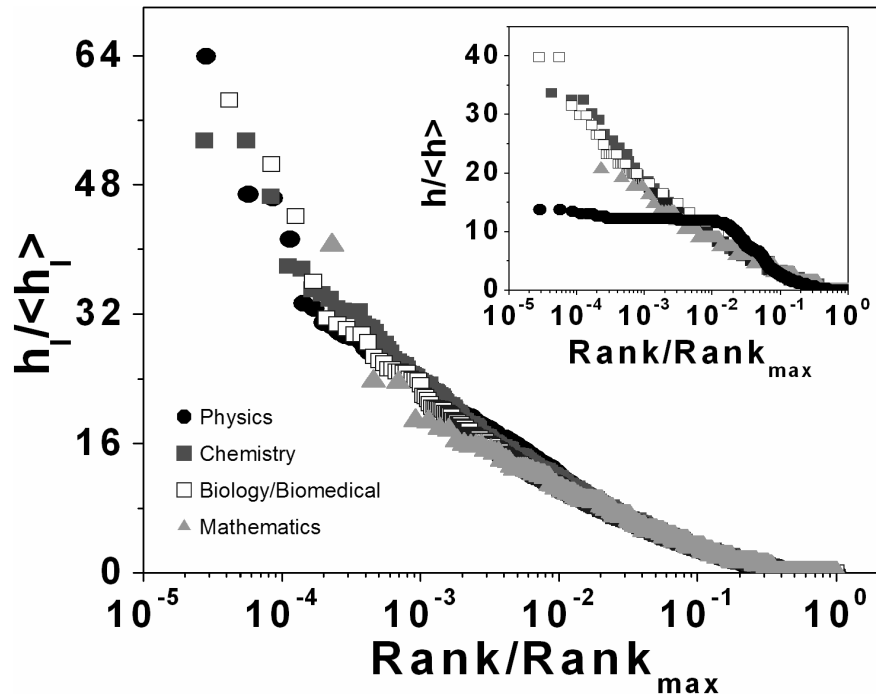 64
48
32
16
0
h_I/<h_I>
Physics
Chemistry
Biology/Biomedical
Mathematics
10^-5 10^-4 10^-3 10^-2 10^-1 10^0
Rank/Rank_max
40
30
20
10
0
h/<h>
10^-5 10^-4 10^-3 10^-2 10^-1 10^0
Rank/Rank_max